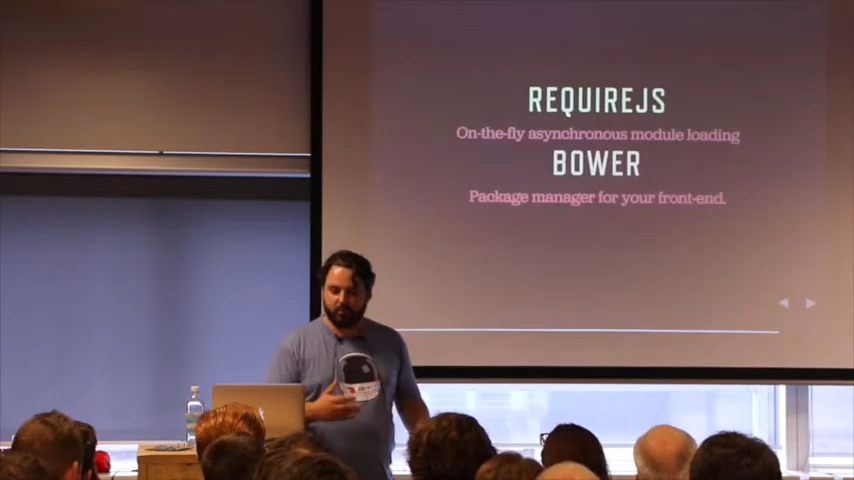 REQUIREJS
On-the-fly asynchronous module loading
BOWER
Package manager for your front-end.